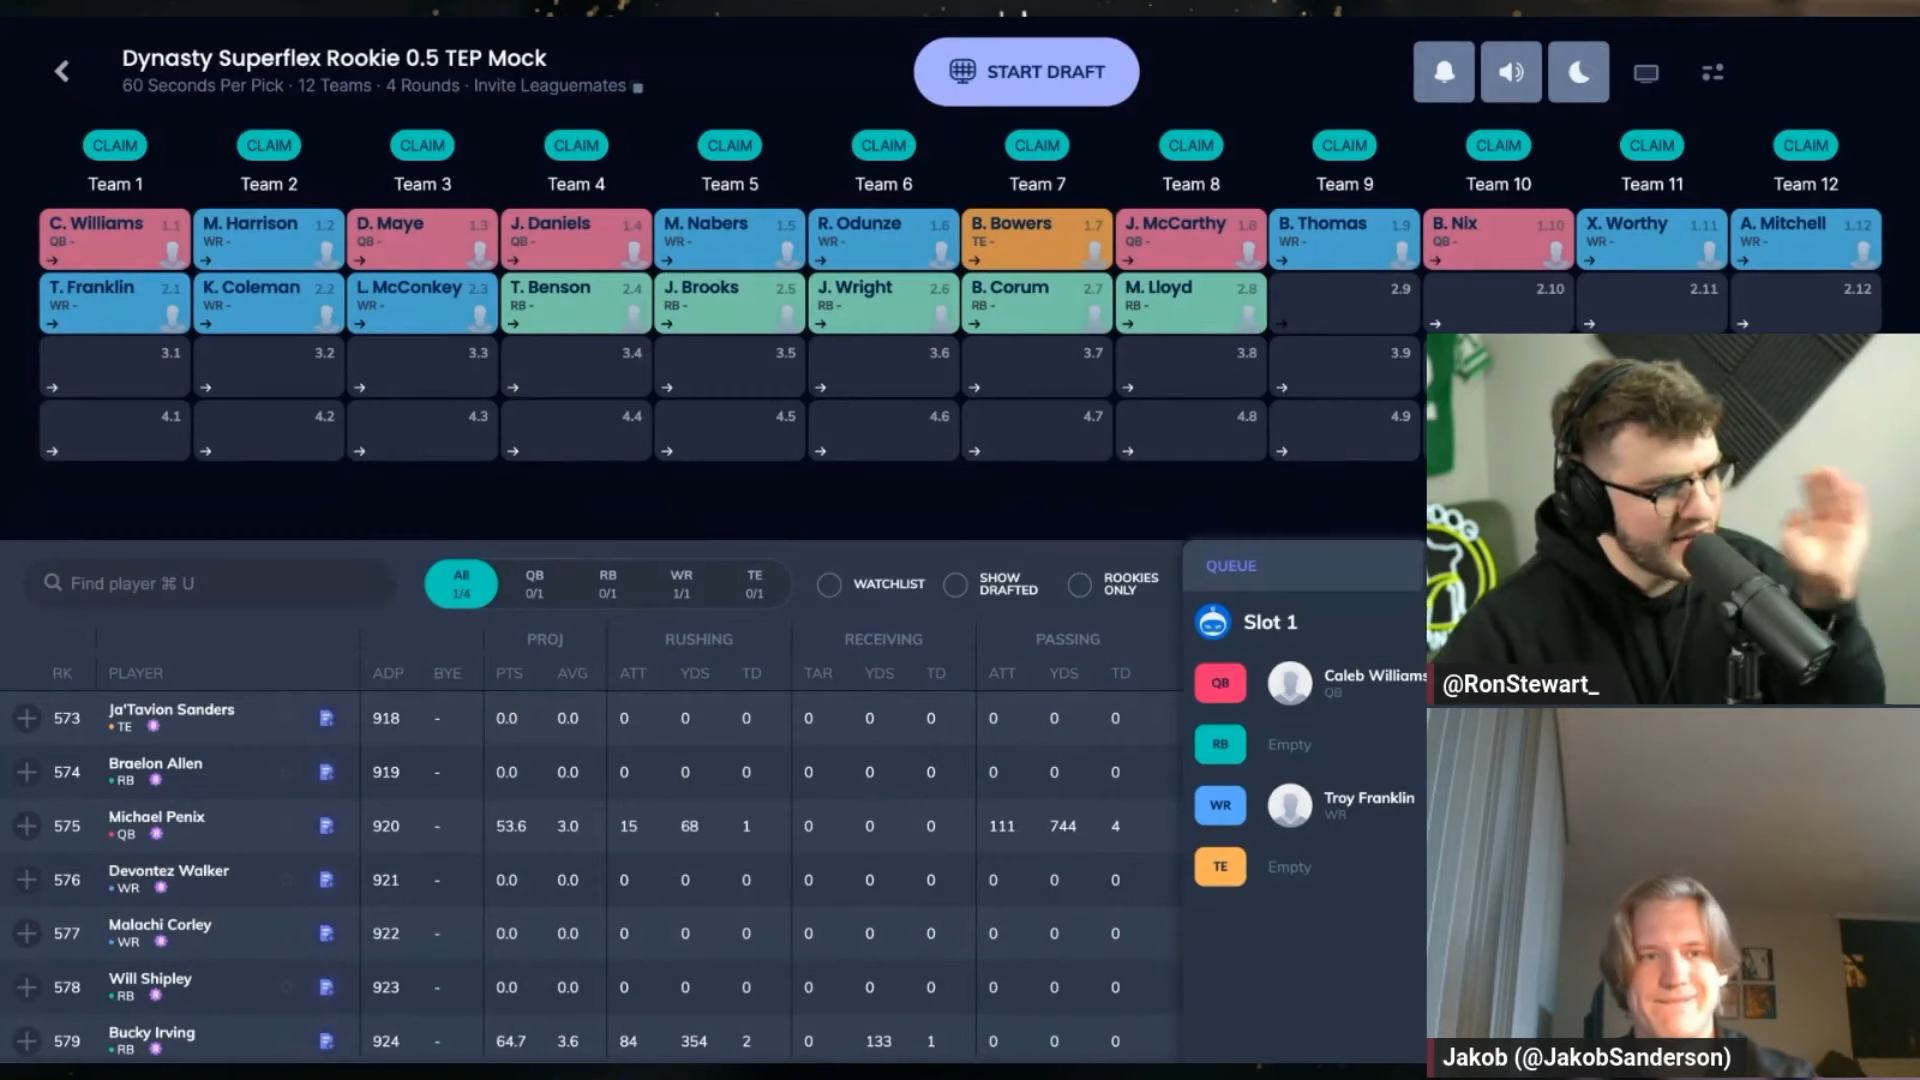 Dynasty Superflex Rookie 0.5 TEP Mock
60 Seconds Per Pick · 12 Teams · 4 Rounds · Invite Leaguemates
START DRAFT
CLAIM CLAIM CLAIM CLAIM CLAIM CLAIM CLAIM CLAIM CLAIM CLAIM CLAIM CLAIM
Team 1 Team 2 Team 3 Team 4 Team 5 Team 6 Team 7 Team 8 Team 9 Team 10 Team 11 Team 12
C. Williams 1.1 M. Harrison 1.2 D. Maye 1.3 J. Daniels 1.4 M. Nabers 1.5 R. Odunze 1.6 B. Bowers 1.7 J. McCarthy 1.8 B. Thomas 1.9 B. Nix 1.10 X. Worthy 1.11 A. Mitchell 1.12
QB - WR - QB - QB - WR - WR - TE - QB - WR - QB - WR - WR -
T. Franklin 2.1 K. Coleman 2.2 L. McConkey 2.3 T. Benson 2.4 J. Brooks 2.5 J. Wright 2.6 B. Corum 2.7 M. Lloyd 2.8 2.9 2.10 2.11 2.12
WR - WR - WR - RB - RB - RB - RB - RB -
3.1 3.2 3.3 3.4 3.5 3.6 3.7 3.8 3.9
4.1 4.2 4.3 4.4 4.5 4.6 4.7 4.8 4.9
Find player ⌘ U
All 1/4 QB 0/1 RB 0/1 WR 1/1 TE 0/1
WATCHLIST
SHOW DRAFTED
ROOKIES ONLY
PROJ RUSHING RECEIVING PASSING
RK PLAYER ADP BYE PTS AVG ATT YDS TD TAR YDS TD ATT YDS TD
573 Ja'Tavion Sanders TE 918 - 0.0 0.0 0 0 0 0 0 0 0 0 0
574 Braelon Allen RB 919 - 0.0 0.0 0 0 0 0 0 0 0 0 0
575 Michael Penix QB 920 - 53.6 3.0 15 68 1 0 0 0 111 744 4
576 Devontez Walker WR 921 - 0.0 0.0 0 0 0 0 0 0 0 0 0
577 Malachi Corley WR 922 - 0.0 0.0 0 0 0 0 0 0 0 0 0
578 Will Shipley RB 923 - 0.0 0.0 0 0 0 0 0 0 0 0 0
579 Bucky Irving RB 924 - 64.7 3.6 84 354 2 0 133 1 0 0 0
QUEUE
Slot 1
QB Caleb Williams
QB
RB Empty
WR Troy Franklin
WR
TE Empty
@RonStewart_
Jakob (@JakobSanderson)